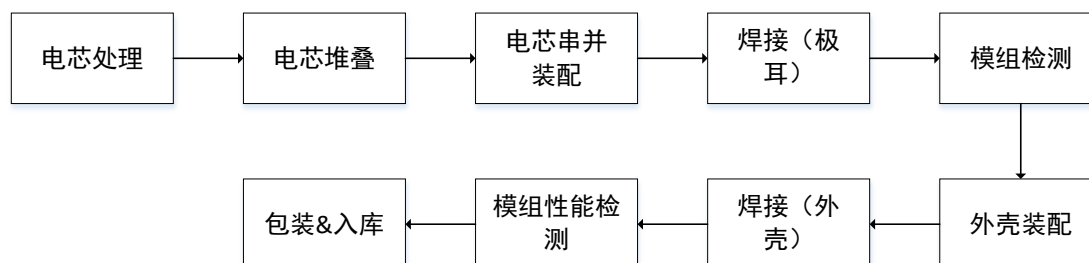 电芯处理
电芯堆叠
电芯串并
装配
焊接（极
耳）
模组检测
外壳装配
焊接（外
壳）
模组性能检
测
包装&入库